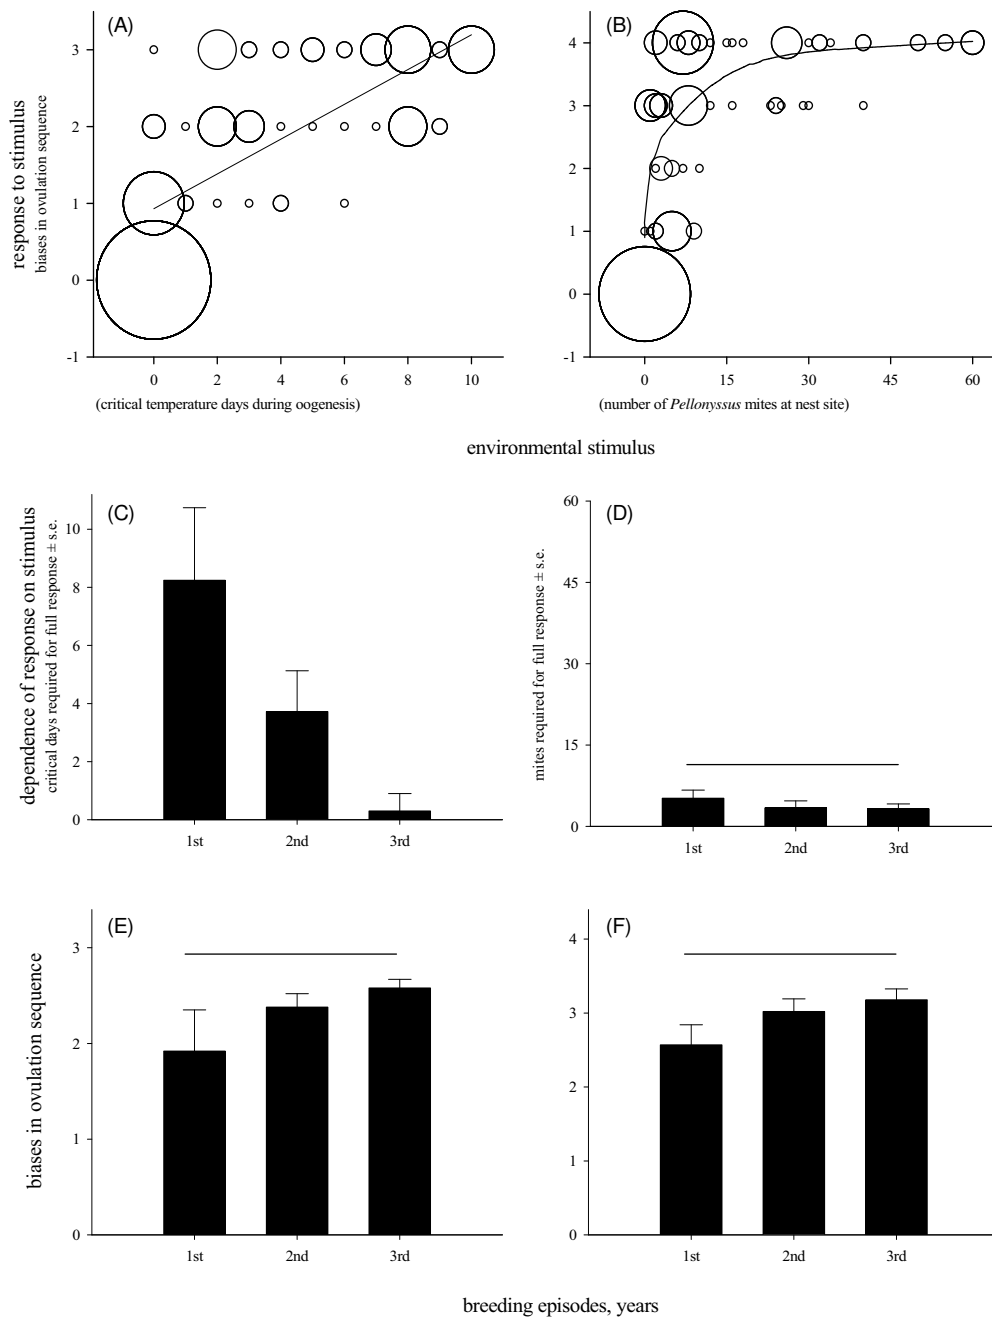 (A)
response to stimulus
biases in ovulation sequence
3
2
1
0
-1
0 2 4 6 8 10
(critical temperature days during oogenesis)
(B)
4
3
2
1
0
-1
0 15 30 45 60
(number of Pellonyssus mites at nest site)
environmental stimulus
(C)
dependence of response on stimulus
critical days required for full response ± s.e.
10
8
6
4
2
0
1st 2nd 3rd
(D)
mites required for full response ± s.e.
60
45
30
15
0
1st 2nd 3rd
(E)
biases in ovulation sequence
3
2
1
0
1st 2nd 3rd
(F)
4
3
2
1
0
1st 2nd 3rd
breeding episodes, years